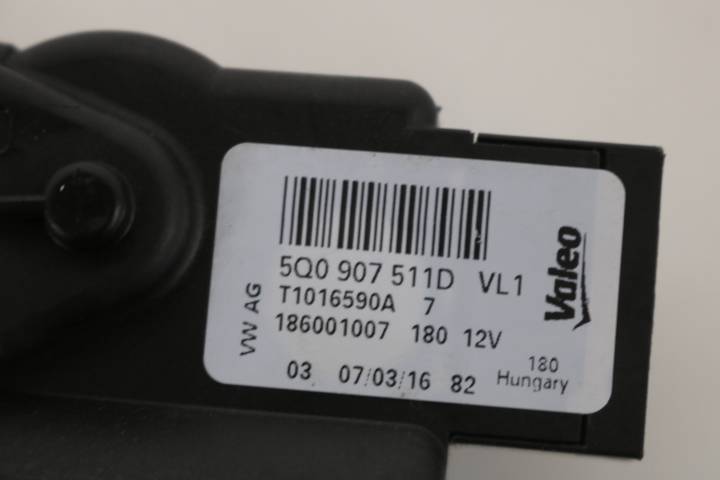 5Q0 907 511D VL1
T1016590A 7
186001007 180 12V
03 07/03/16 82
VW AG
Valeo
180
Hungary